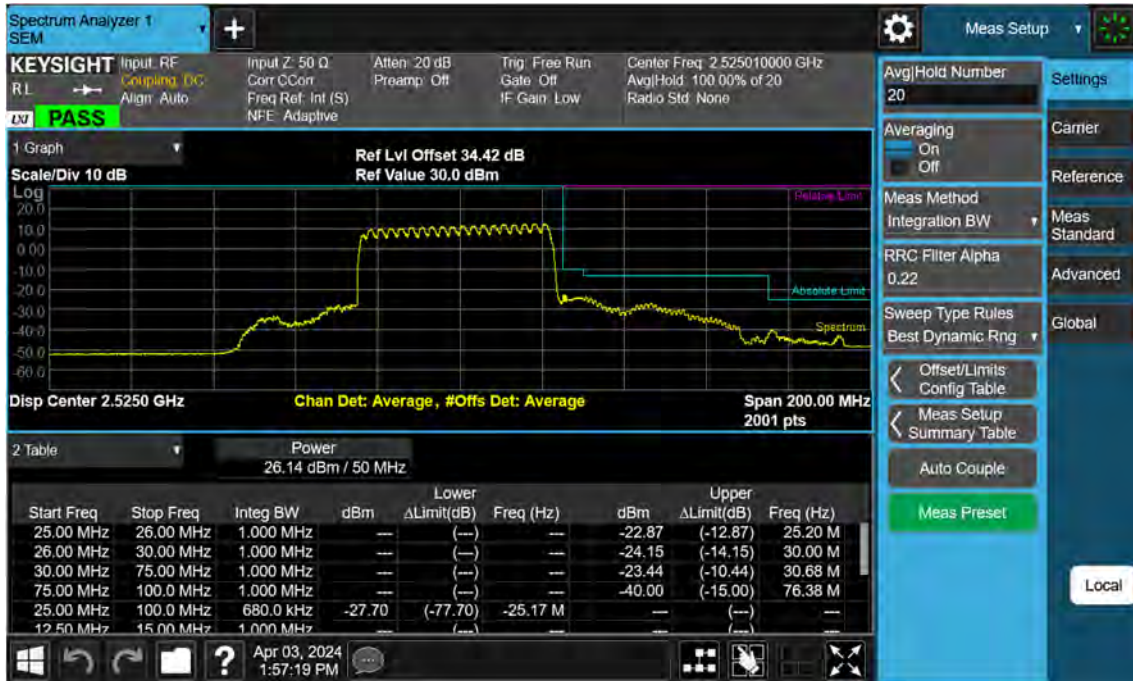 Spectrum Analyzer 1
SEM
+
Meas Setup
KEYSIGHT
R L
LXI
PASS
Input: RF
Coupling: DC
Align: Auto
Input Z: 50 Ω
Corr CCorr
Freq Ref: Int (S)
NFE: Adaptive
Atten: 20 dB
Preamp: Off
Trig: Free Run
Gate: Off
IF Gain: Low
Center Freq: 2.525010000 GHz
Avg|Hold: 100.00% of 20
Radio Std: None
1 Graph
Scale/Div 10 dB
Ref Lvl Offset 34.42 dB
Ref Value 30.0 dBm
Log
20.0
10.0
0.00
-10.0
-20.0
-30.0
-40.0
-50.0
-60.0
Relative Limit
Absolute Limit
Spectrum
Disp Center 2.5250 GHz
Chan Det: Average, #Offs Det: Average
Span 200.00 MHz
2001 pts
2 Table
Power
26.14 dBm / 50 MHz
Lower Upper
Start Freq Stop Freq Integ BW dBm ΔLimit(dB) Freq (Hz) dBm ΔLimit(dB) Freq (Hz)
25.00 MHz 26.00 MHz 1.000 MHz --- (---) --- -22.87 (-12.87) 25.20 M
26.00 MHz 30.00 MHz 1.000 MHz --- (---) --- -24.15 (-14.15) 30.00 M
30.00 MHz 75.00 MHz 1.000 MHz --- (---) --- -23.44 (-10.44) 30.68 M
75.00 MHz 100.0 MHz 1.000 MHz --- (---) --- -40.00 (-15.00) 76.38 M
25.00 MHz 100.0 MHz 680.0 kHz -27.70 (-77.70) -25.17 M --- (---) ---
12.50 MHz 15.00 MHz 1.000 MHz --- (---) --- --- (---) ---
?
Apr 03, 2024
1:57:19 PM
Avg|Hold Number
20
Averaging
On
Off
Meas Method
Integration BW
RRC Filter Alpha
0.22
Sweep Type Rules
Best Dynamic Rng
Offset/Limits
Config Table
Meas Setup
Summary Table
Auto Couple
Meas Preset
Settings
Carrier
Reference
Meas
Standard
Advanced
Global
Local